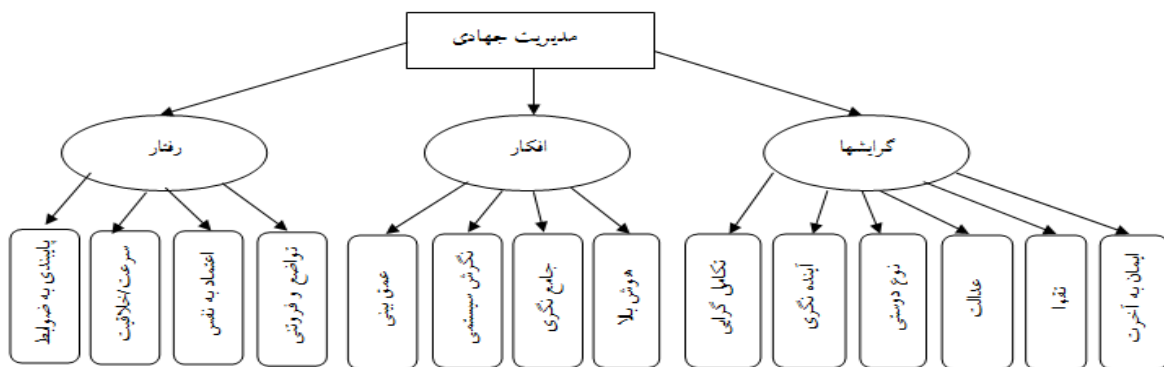 مدیریت جهادی
گرایشها
افکار
رفتار
ایمان به آخرت
تقوا
عدالت
نوع دوستی
آینده نگری
تکامل گرایی
هوش بالا
جامع نگری
نگرش سیستمی
عمق بینی
تواضع و فروتنی
اعتماد به نفس
سرعت/خلاقیت
پایبندی به ضوابط